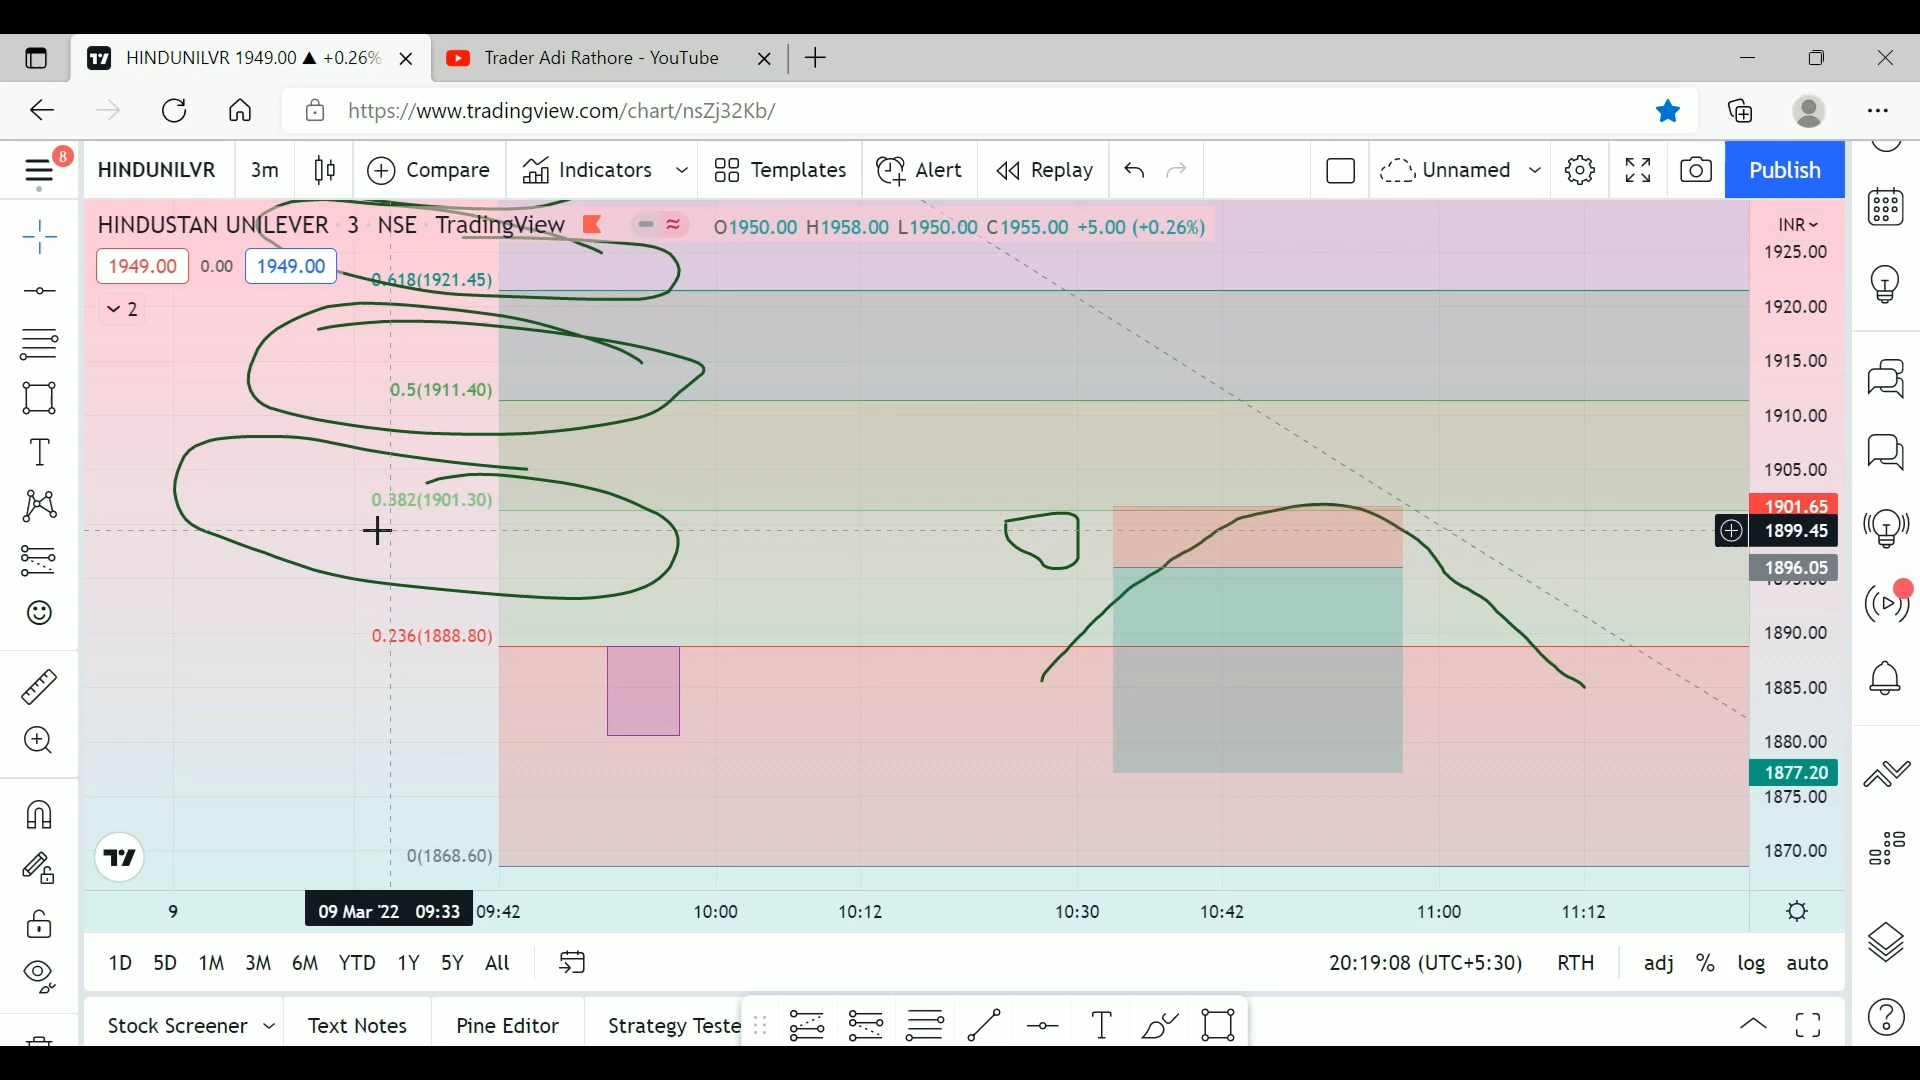 HINDUNILVR 1949.00 ▲ +0.26%
Trader Adi Rathore - YouTube
https://www.tradingview.com/chart/nsZj32Kb/
8
HINDUNILVR
3m
Compare
Indicators
Templates
Alert
Replay
Unnamed
Publish
HINDUSTAN UNILEVER · 3 · NSE · TradingView
O1950.00 H1958.00 L1950.00 C1955.00 +5.00 (+0.26%)
INR
1949.00
0.00
1949.00
2
0.618(1921.45)
0.5(1911.40)
0.382(1901.30)
0.236(1888.80)
0(1868.60)
1925.00
1920.00
1915.00
1910.00
1905.00
1901.65
1899.45
1896.05
1890.00
1885.00
1880.00
1877.20
1875.00
1870.00
9
09 Mar '22 09:33
09:42
10:00
10:12
10:30
10:42
11:00
11:12
1D 5D 1M 3M 6M YTD 1Y 5Y All
20:19:08 (UTC+5:30)
RTH
adj % log auto
Stock Screener
Text Notes
Pine Editor
Strategy Teste